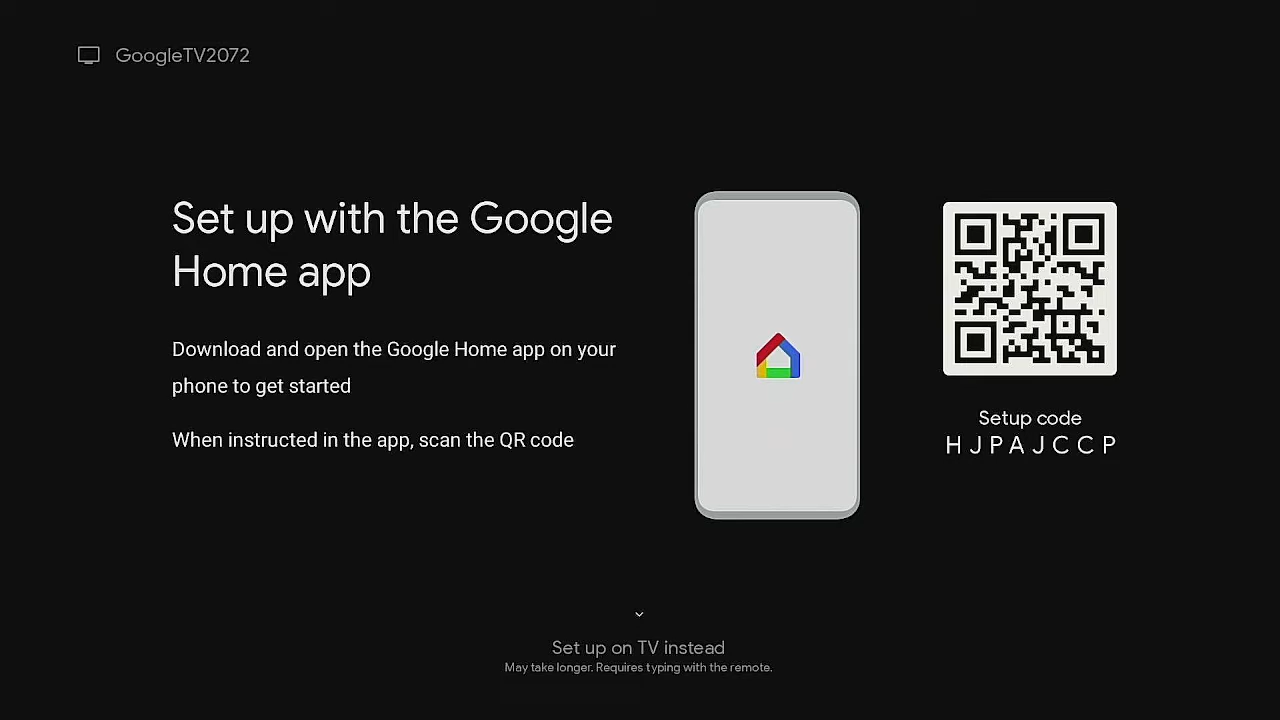 GoogleTV2072
Set up with the Google
Home app
Download and open the Google Home app on your
phone to get started
When instructed in the app, scan the QR code
Setup code
HJPAJCCP
Set up on TV instead
May take longer. Requires typing with the remote.